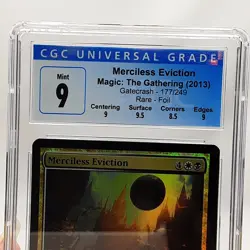 CGC UNIVERSAL GRADE
Mint
9
Merciless Eviction
Magic: The Gathering (2013)
Gatecrash - 177/249
Rare - Foil
Centering Surface Corners Edges
9 9.5 8.5 9
Merciless Eviction 4